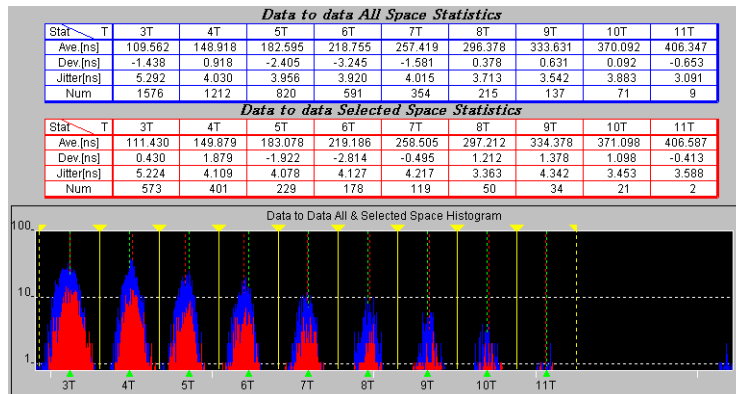 Data to data All Space Statistics
Stat T 3T 4T 5T 6T 7T 8T 9T 10T 11T
Ave.[ns] 109.562 148.918 182.595 218.755 257.419 296.378 333.631 370.092 406.347
Dev.[ns] -1.438 0.918 -2.405 -3.245 -1.581 0.378 0.631 0.092 -0.653
Jitter[ns] 5.292 4.030 3.956 3.920 4.015 3.713 3.542 3.883 3.091
Num 1576 1212 820 591 354 215 137 71 9
Data to data Selected Space Statistics
Stat T 3T 4T 5T 6T 7T 8T 9T 10T 11T
Ave.[ns] 111.430 149.879 183.078 219.186 258.505 297.212 334.378 371.098 406.587
Dev.[ns] 0.430 1.879 -1.922 -2.814 -0.495 1.212 1.378 1.098 -0.413
Jitter[ns] 5.224 4.109 4.078 4.127 4.217 3.363 4.342 3.453 3.588
Num 573 401 229 178 119 50 34 21 2
Data to Data All & Selected Space Histogram
100
10
1
3T 4T 5T 6T 7T 8T 9T 10T 11T